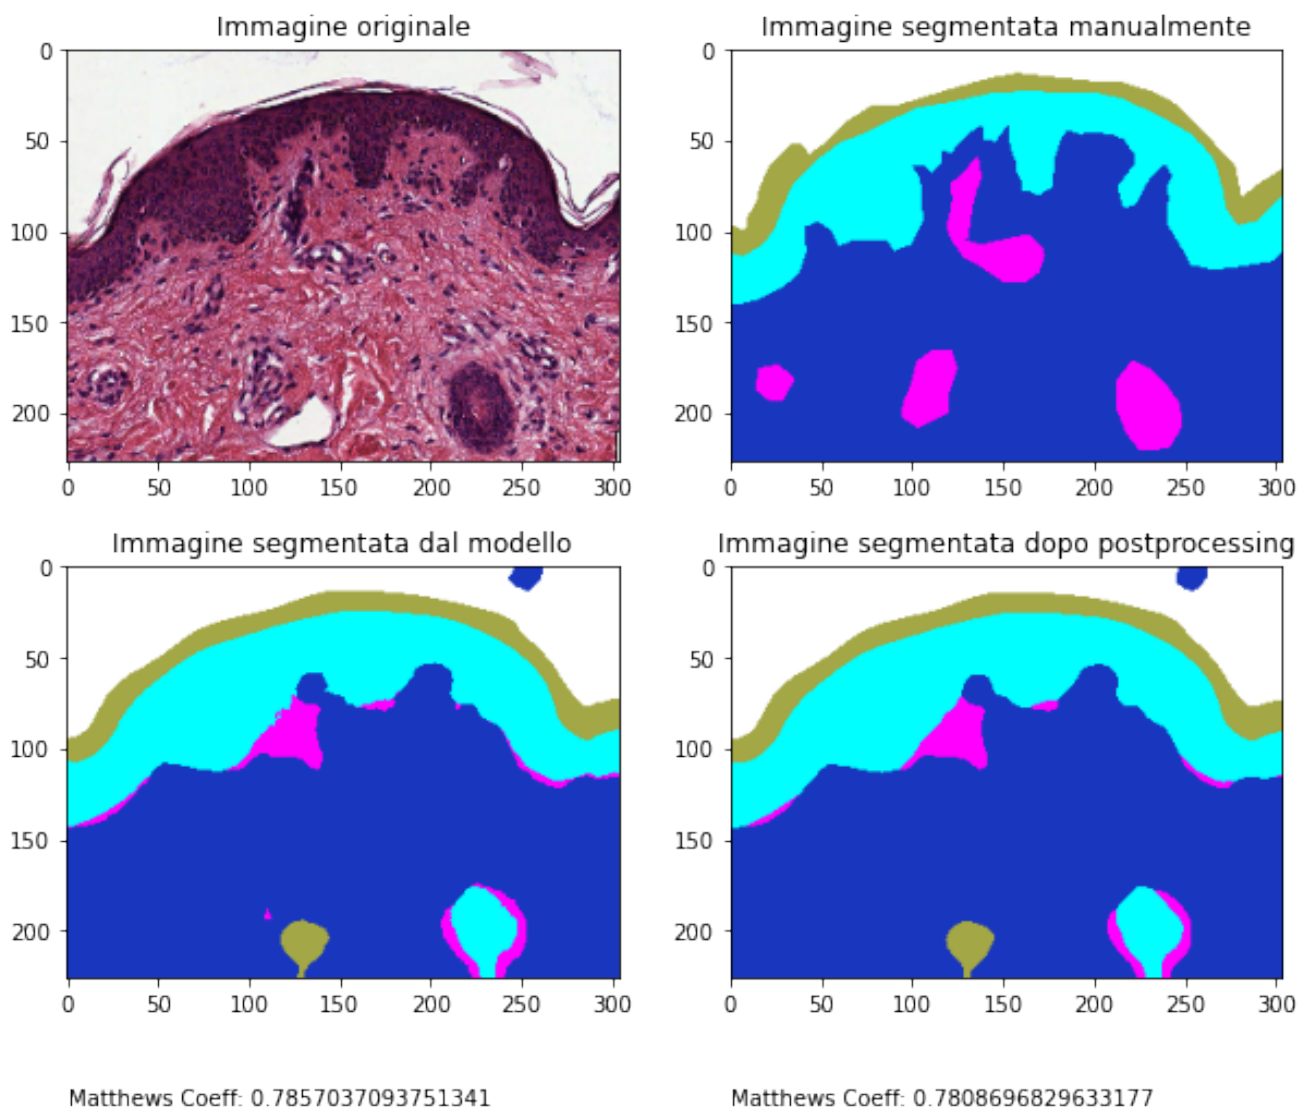 Immagine originale
Immagine segmentata manualmente
0
50
100
150
200
0 50 100 150 200 250 300
0
50
100
150
200
0 50 100 150 200 250 300
Immagine segmentata dal modello
Immagine segmentata dopo postprocessing
0
50
100
150
200
0 50 100 150 200 250 300
0
50
100
150
200
0 50 100 150 200 250 300
Matthews Coeff: 0.7857037093751341
Matthews Coeff: 0.7808696829633177